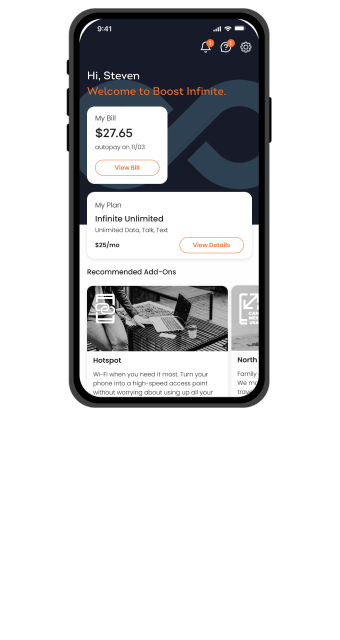 9:41
Hi, Steven
Welcome to Boost Infinite.
My Bill
$27.65
autopay on 11/03
View Bill
My Plan
Infinite Unlimited
Unlimited Data, Talk, Text
$25/mo
View Details
Recommended Add-Ons
Hotspot
Wi-Fi when you need it most. Turn your
phone into a high-speed access point
without worrying about using up all your
North
Family
We